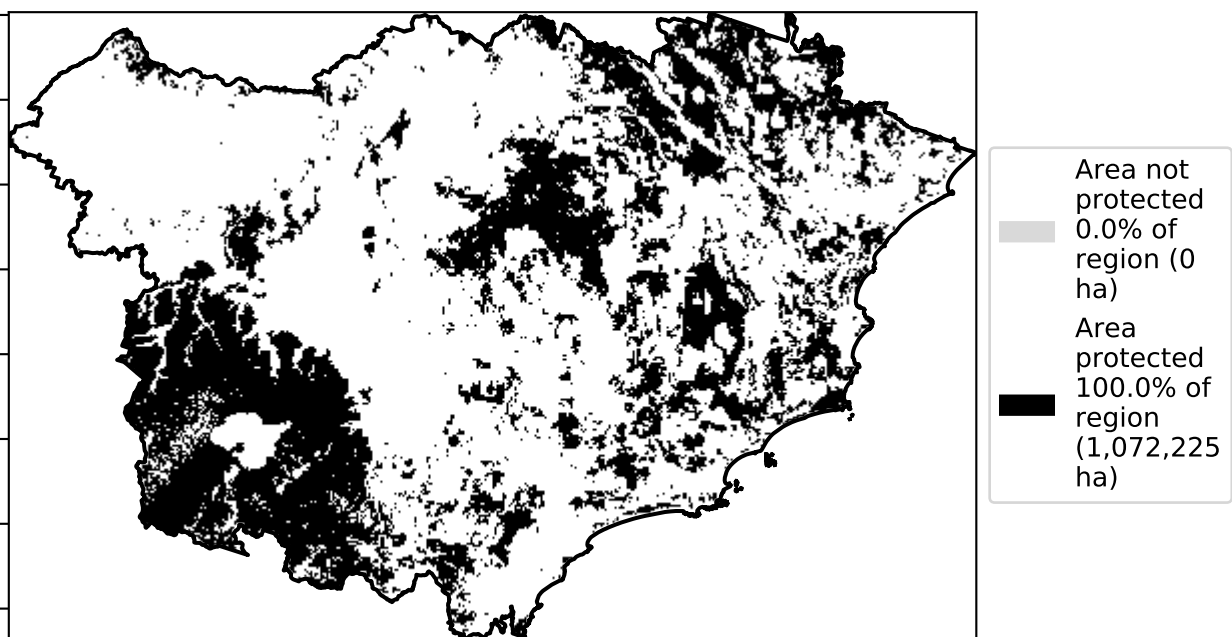 Area not
protected
0.0% of
region (0
ha)
Area
protected
100.0% of
region
(1,072,225
ha)